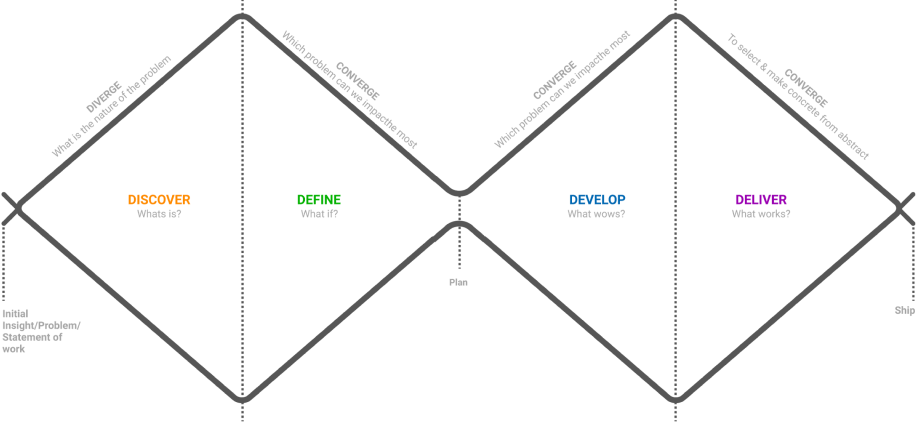 DIVERGE
What is the nature of the problem
CONVERGE
Which problem can we impacthe most
CONVERGE
Which problem can we impacthe most
CONVERGE
To select & make concrete from abstract
DISCOVER
Whats is?
DEFINE
What if?
DEVELOP
What wows?
DELIVER
What works?
Initial
Insight/Problem/
Statement of
work
Plan
Ship